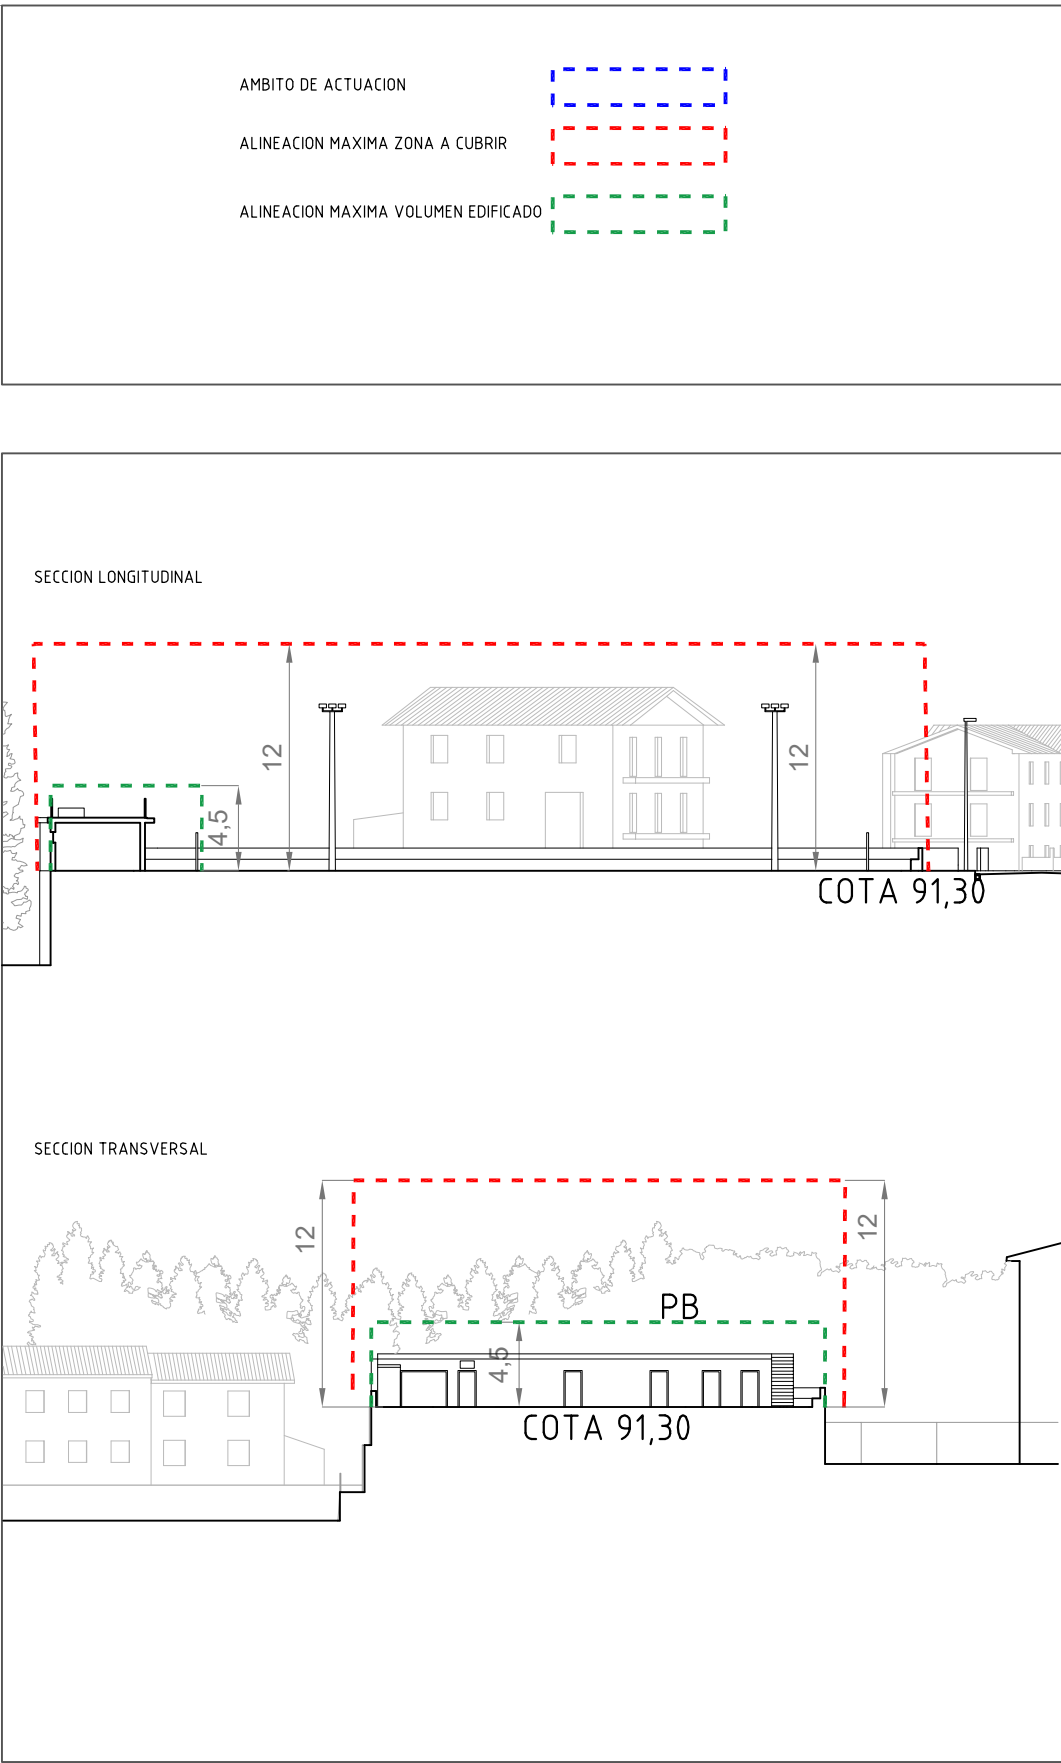 AMBITO DE ACTUACION
ALINEACION MAXIMA ZONA A CUBRIR
ALINEACION MAXIMA VOLUMEN EDIFICADO
SECCION LONGITUDINAL
12
12
4,5
COTA 91,30
SECCION TRANSVERSAL
12
12
PB
4,5
COTA 91,30